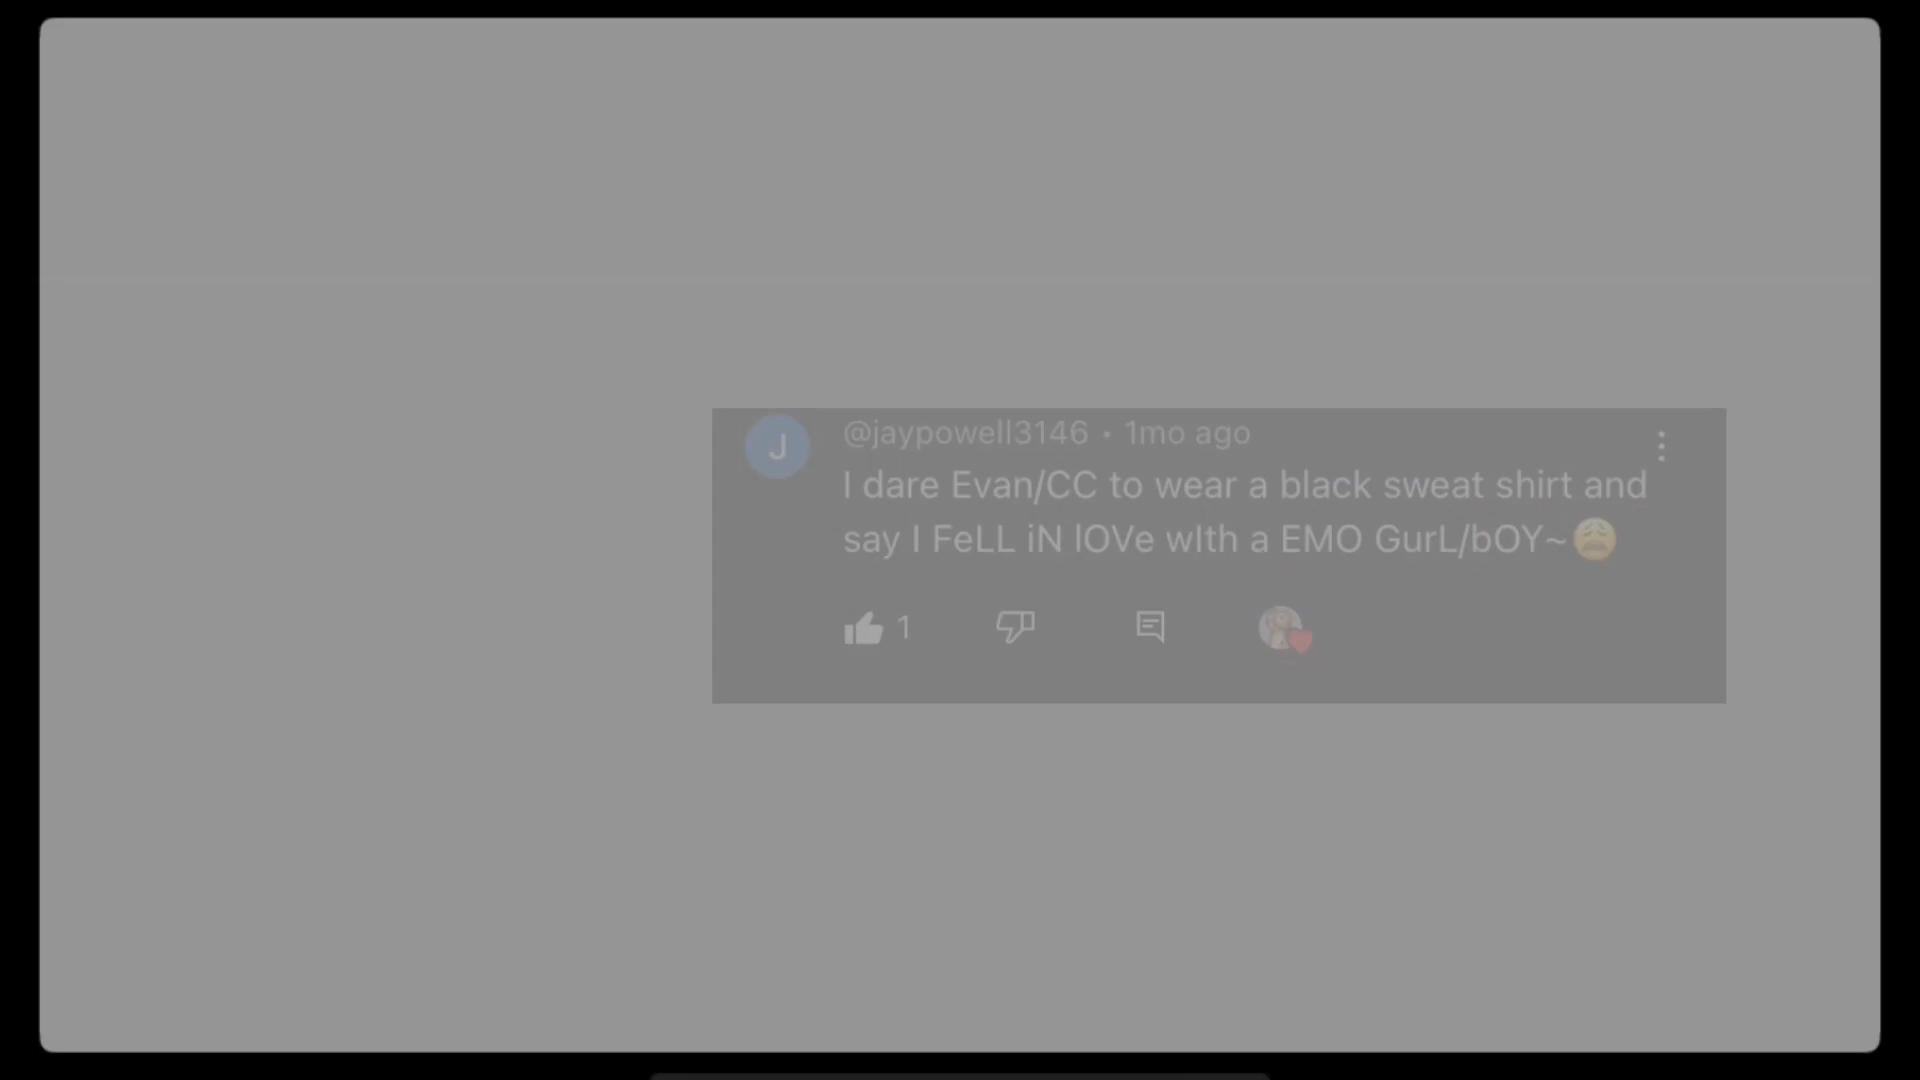 J
@jaypowell3146 • 1mo ago
I dare Evan/CC to wear a black sweat shirt and
say I FeLL iN lOVe wIth a EMO GurL/bOY~😩
1